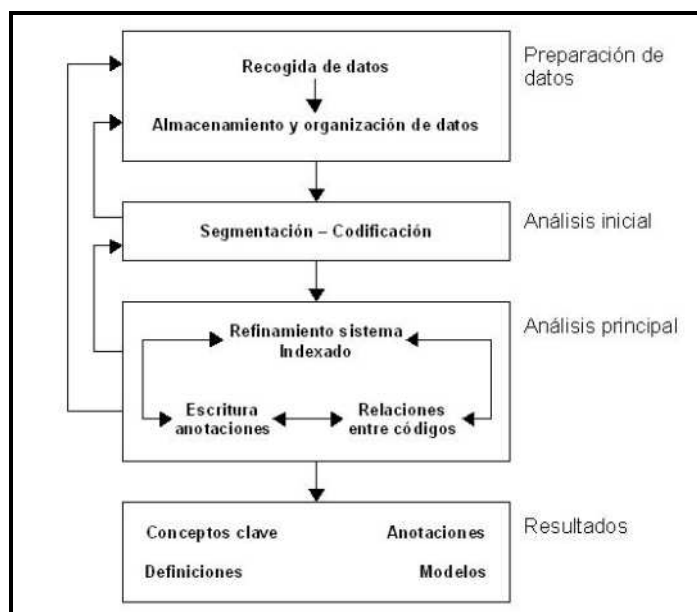 Recogida de datos
Preparación de
datos
Almacenamiento y organización de datos
Segmentación – Codificación
Análisis inicial
Refinamiento sistema
Indexado
Análisis principal
Escritura
anotaciones
Relaciones
entre códigos
Conceptos clave
Anotaciones
Resultados
Definiciones
Modelos